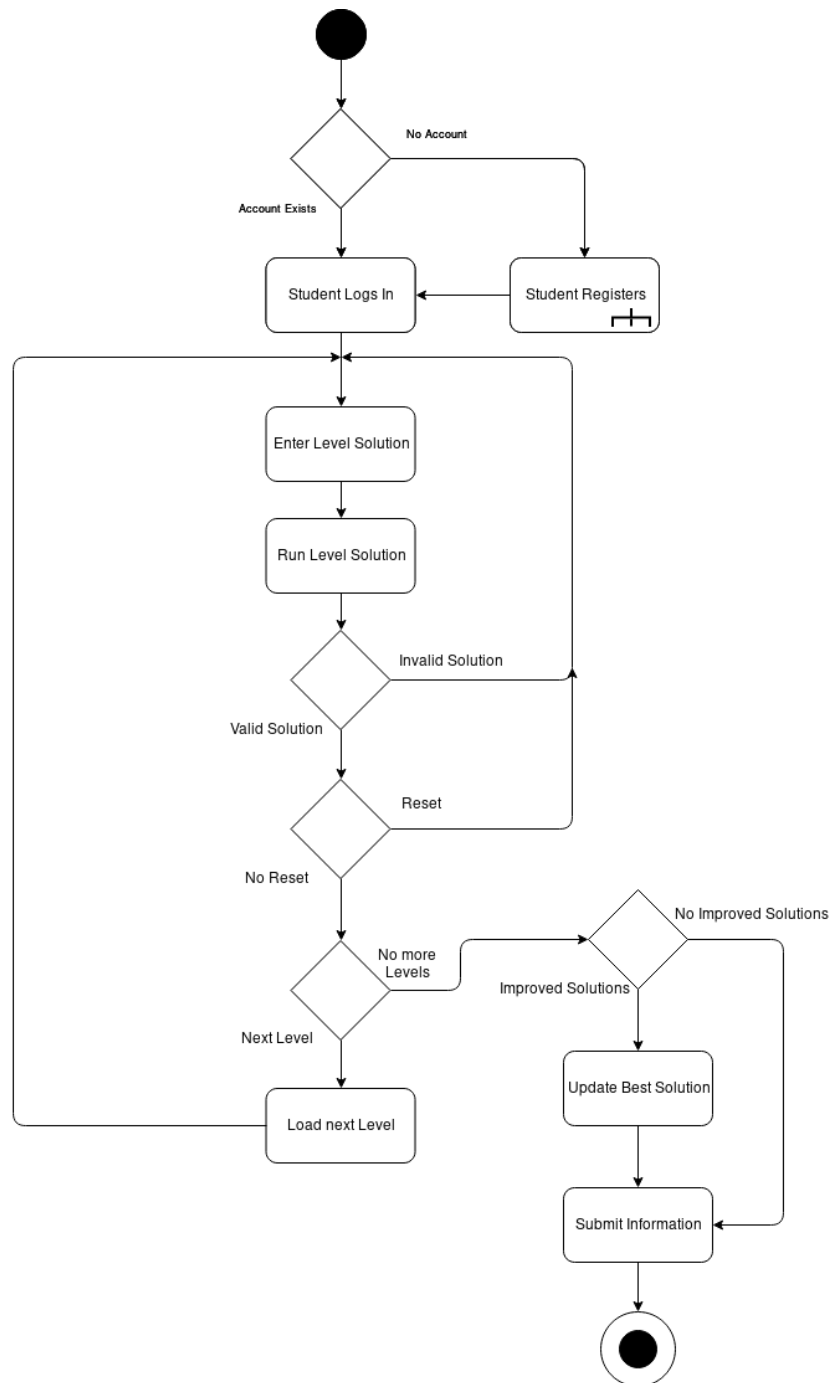 No Account
Account Exists
Student Logs In
Student Registers
Enter Level Solution
Run Level Solution
Invalid Solution
Valid Solution
Reset
No Reset
No Improved Solutions
No more
Levels
Improved Solutions
Next Level
Update Best Solution
Load next Level
Submit Information